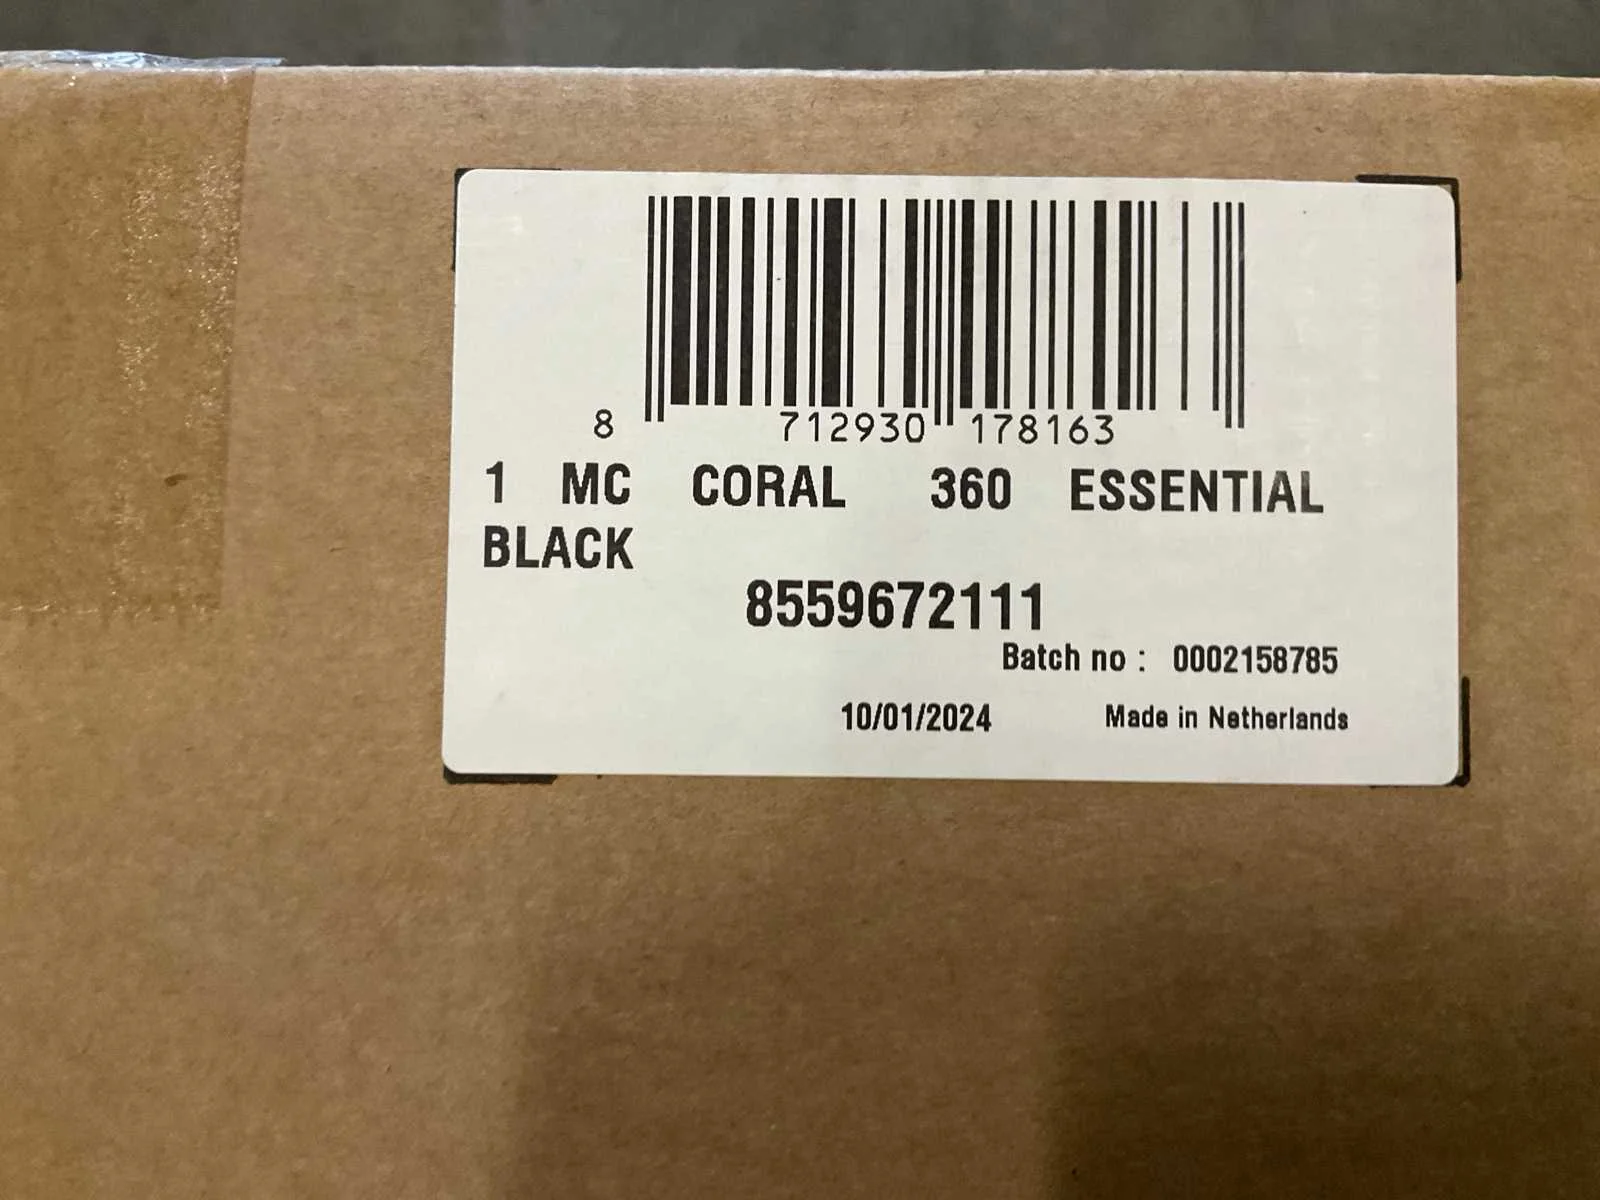 8 712930 178163
1 MC CORAL 360 ESSENTIAL
BLACK
8559672111
Batch no : 0002158785
10/01/2024 Made in Netherlands